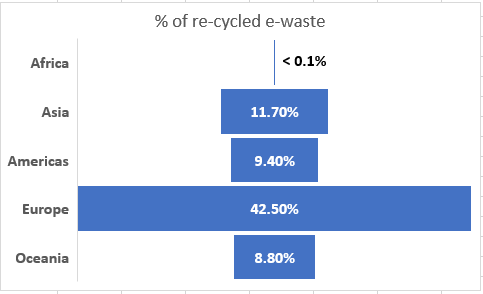 % of re-cycled e-waste
Africa < 0.1%
Asia 11.70%
Americas 9.40%
Europe 42.50%
Oceania 8.80%